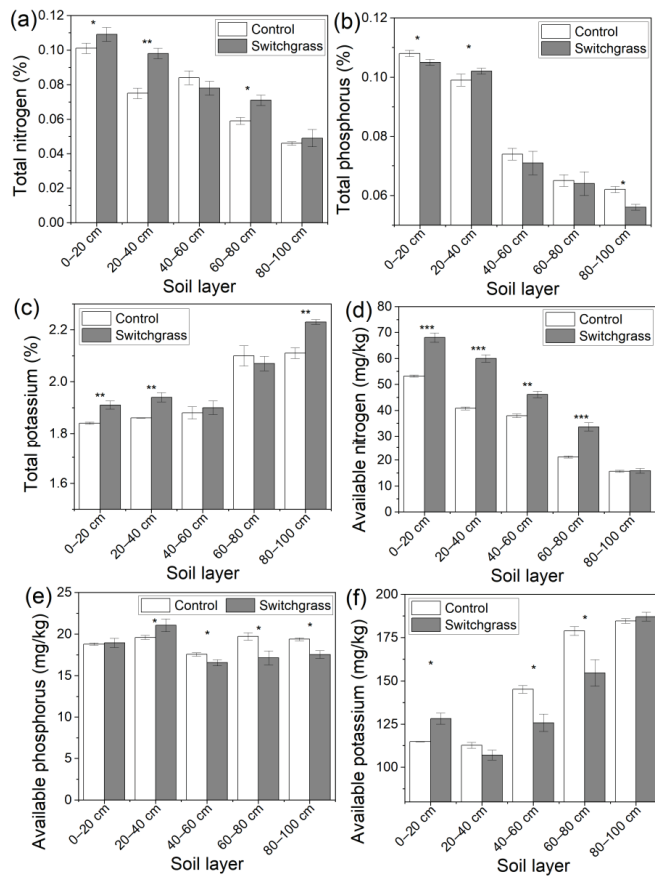 (a)
Total nitrogen (%)
0.12
0.10
0.08
0.06
0.04
0.02
0.00
Control
Switchgrass
*
**
*
0–20 cm
20–40 cm
40–60 cm
60–80 cm
80–100 cm
Soil layer
(b)
Total phosphorus (%)
0.12
0.10
0.08
0.06
Control
Switchgrass
*
*
*
0–20 cm
20–40 cm
40–60 cm
60–80 cm
80–100 cm
Soil layer
(c)
Total potassium (%)
2.2
2.0
1.8
1.6
Control
Switchgrass
**
**
**
0–20 cm
20–40 cm
40–60 cm
60–80 cm
80–100 cm
Soil layer
(d)
Available nitrogen (mg/kg)
90
80
70
60
50
40
30
20
10
0
Control
Switchgrass
***
***
**
***
0–20 cm
20–40 cm
40–60 cm
60–80 cm
80–100 cm
Soil layer
(e)
Available phosphorus (mg/kg)
25
20
15
10
5
0
Control
Switchgrass
*
*
*
*
0–20 cm
20–40 cm
40–60 cm
60–80 cm
80–100 cm
Soil layer
(f)
Available potassium (mg/kg)
200
175
150
125
100
Control
Switchgrass
*
*
*
0–20 cm
20–40 cm
40–60 cm
60–80 cm
80–100 cm
Soil layer